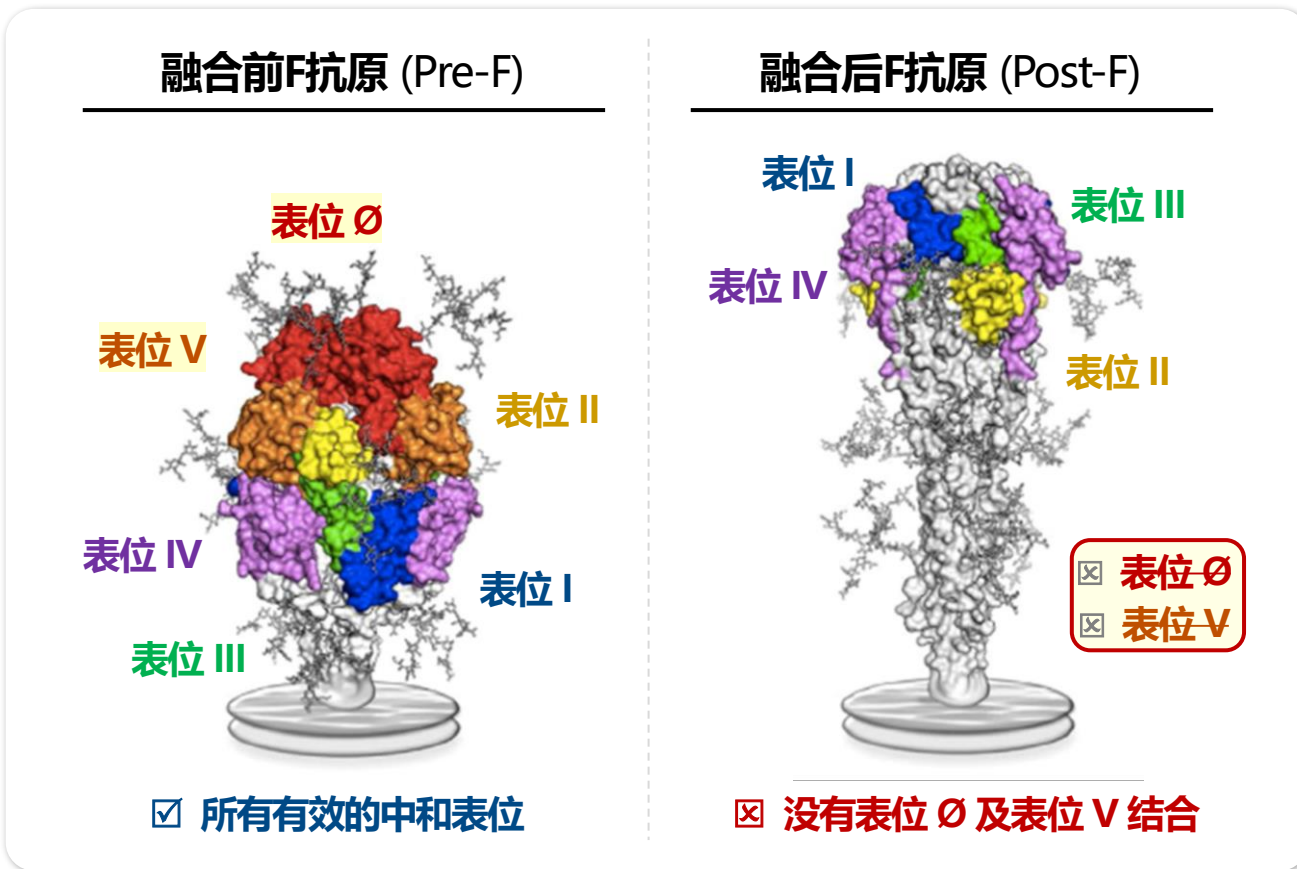 融合前F抗原 (Pre-F)
表位 Ø
表位 V
表位 II
表位 IV
表位 I
表位 III
☑ 所有有效的中和表位
融合后F抗原 (Post-F)
表位 I
表位 III
表位 IV
表位 II
☒ 表位 Ø
☒ 表位 V
☒ 没有表位 Ø 及表位 V 结合